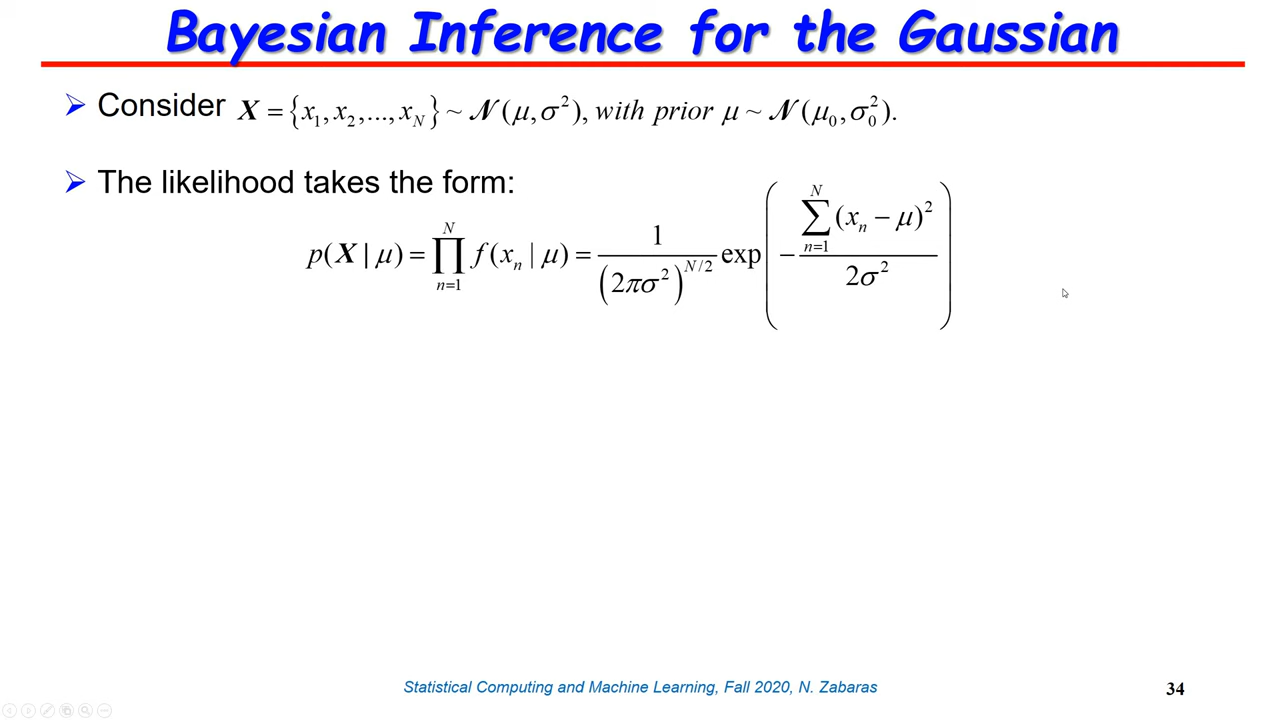 Bayesian Inference for the Gaussian
➢ Consider X = {x₁, x₂,..., x_N} ~ 𝒩(μ, σ²), with prior μ ~ 𝒩(μ₀, σ₀²).
➢ The likelihood takes the form:
p(X | μ) = ∏_{n=1}^{N} f(x_n | μ) = 1 / (2πσ²)^{N/2} exp( − ∑_{n=1}^{N} (x_n − μ)² / 2σ² )
Statistical Computing and Machine Learning, Fall 2020, N. Zabaras
34